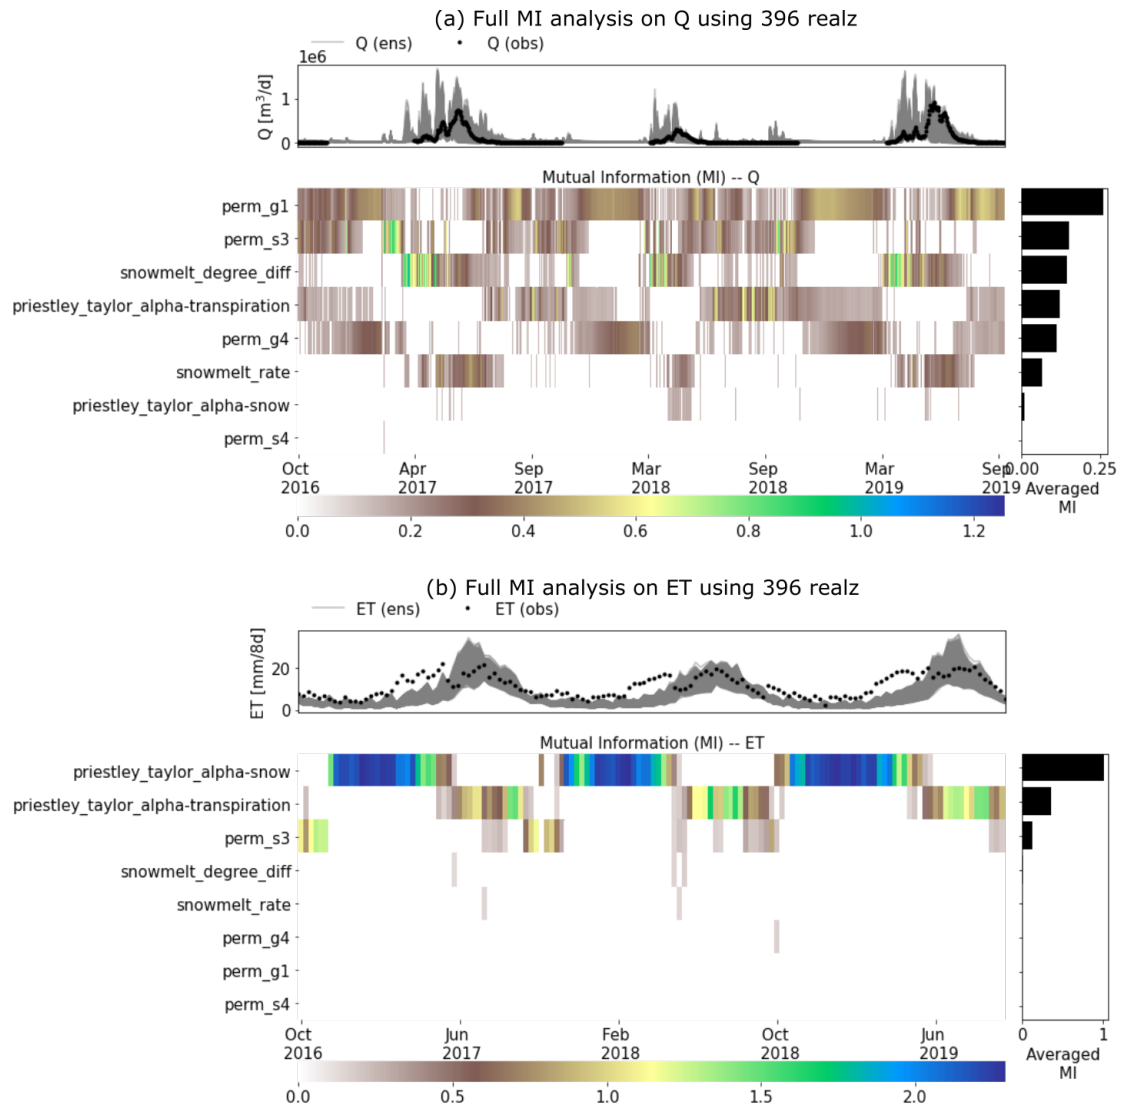 (a) Full MI analysis on Q using 396 realz
Q (ens) Q (obs)
1e6
Q [m³/d]
1
0
Mutual Information (MI) -- Q
perm_g1
perm_s3
snowmelt_degree_diff
priestley_taylor_alpha-transpiration
perm_g4
snowmelt_rate
priestley_taylor_alpha-snow
perm_s4
Oct Apr Sep Mar Sep Mar Sep
2016 2017 2017 2018 2018 2019 2019
0.00 0.25
Averaged
MI
0.0 0.2 0.4 0.6 0.8 1.0 1.2
(b) Full MI analysis on ET using 396 realz
ET (ens) ET (obs)
ET [mm/8d]
20
0
Mutual Information (MI) -- ET
priestley_taylor_alpha-snow
priestley_taylor_alpha-transpiration
perm_s3
snowmelt_degree_diff
snowmelt_rate
perm_g4
perm_g1
perm_s4
Oct Jun Feb Oct Jun
2016 2017 2018 2018 2019
0 1
Averaged
MI
0.0 0.5 1.0 1.5 2.0